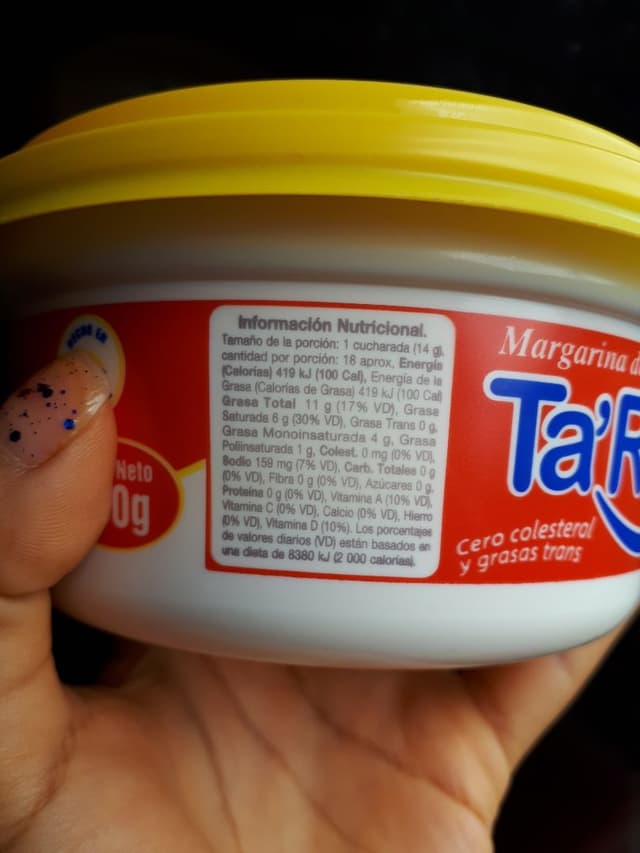 HECHO EN
Neto
0g
Información Nutricional.
Tamaño de la porción: 1 cucharada (14 g),
cantidad por porción: 18 aprox, Energía
(Calorías) 419 kJ (100 Cal), Energía de la
Grasa (Calorías de Grasa) 419 kJ (100 Cal)
Grasa Total 11 g (17% VD), Grasa
Saturada 6 g (30% VD), Grasa Trans 0 g,
Grasa Monoinsaturada 4 g, Grasa
Poliinsaturada 1 g, Colest. 0 mg (0% VD),
Sodio 159 mg (7% VD), Carb. Totales 0 g
(0% VD), Fibra 0 g (0% VD), Azúcares 0 g,
Proteína 0 g (0% VD), Vitamina A (10% VD),
Vitamina C (0% VD), Calcio (0% VD), Hierro
(0% VD), Vitamina D (10%). Los porcentajes
de valores diarios (VD) están basados en
una dieta de 8380 kJ (2 000 calorías).
Margarina d
Ta'R
Cero colesterol
y grasas trans